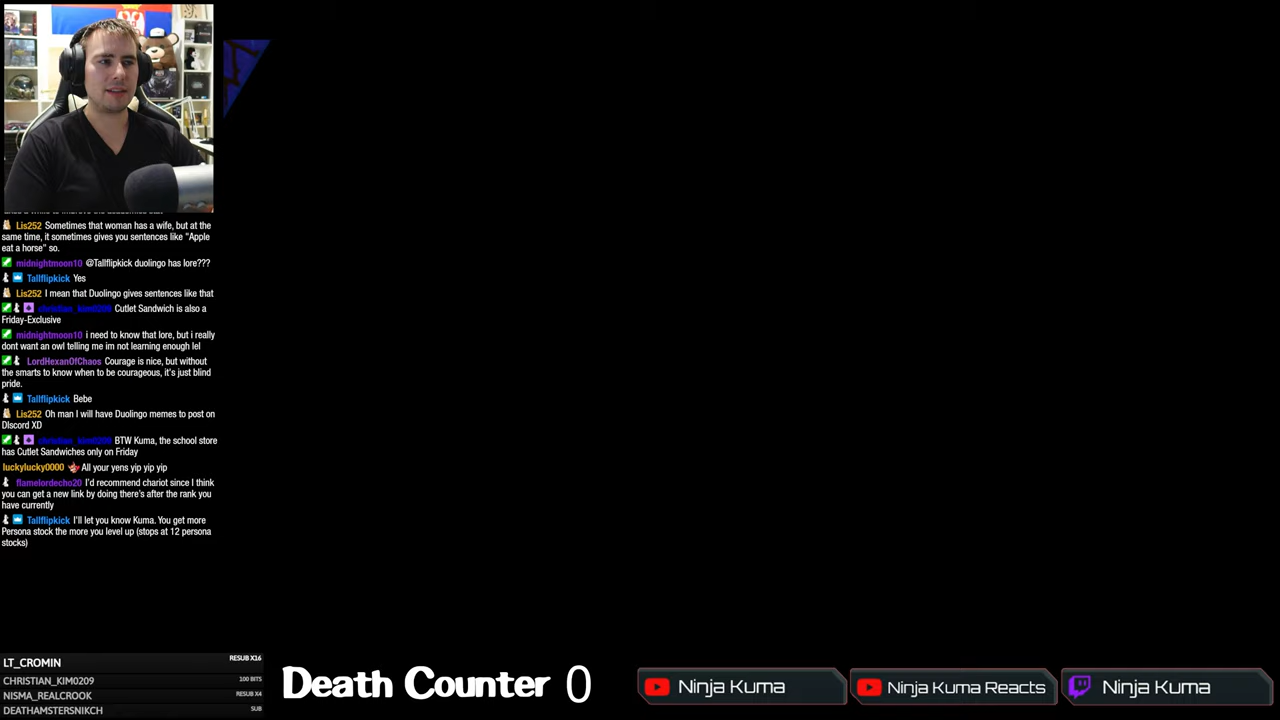 Lis252 Sometimes that woman has a wife, but at the
same time, it sometimes gives you sentences like "Apple
eat a horse" so.
midnightmoon10 @Tallflipkick duolingo has lore???
Tallflipkick Yes
Lis252 I mean that Duolingo gives sentences like that
christian_kim0209 Cutlet Sandwich is also a
Friday-Exclusive
midnightmoon10 i need to know that lore, but i really
dont want an owl telling me im not learning enough lel
LordHexanOfChaos Courage is nice, but without
the smarts to know when to be courageous, it's just blind
pride.
Tallflipkick Bebe
Lis252 Oh man I will have Duolingo memes to post on
DIscord XD
christian_kim0209 BTW Kuma, the school store
has Cutlet Sandwiches only on Friday
luckylucky0000 All your yens yip yip yip
flamelordecho20 I'd recommend chariot since I think
you can get a new link by doing there's after the rank you
have currently
Tallflipkick I'll let you know Kuma. You get more
Persona stock the more you level up (stops at 12 persona
stocks)
LT_CROMIN RESUB X16
CHRISTIAN_KIM0209 100 BITS
NISMA_REALCROOK RESUB X4
DEATHAMSTERSNIKCH SUB
Death Counter 0
Ninja Kuma
Ninja Kuma Reacts
Ninja Kuma